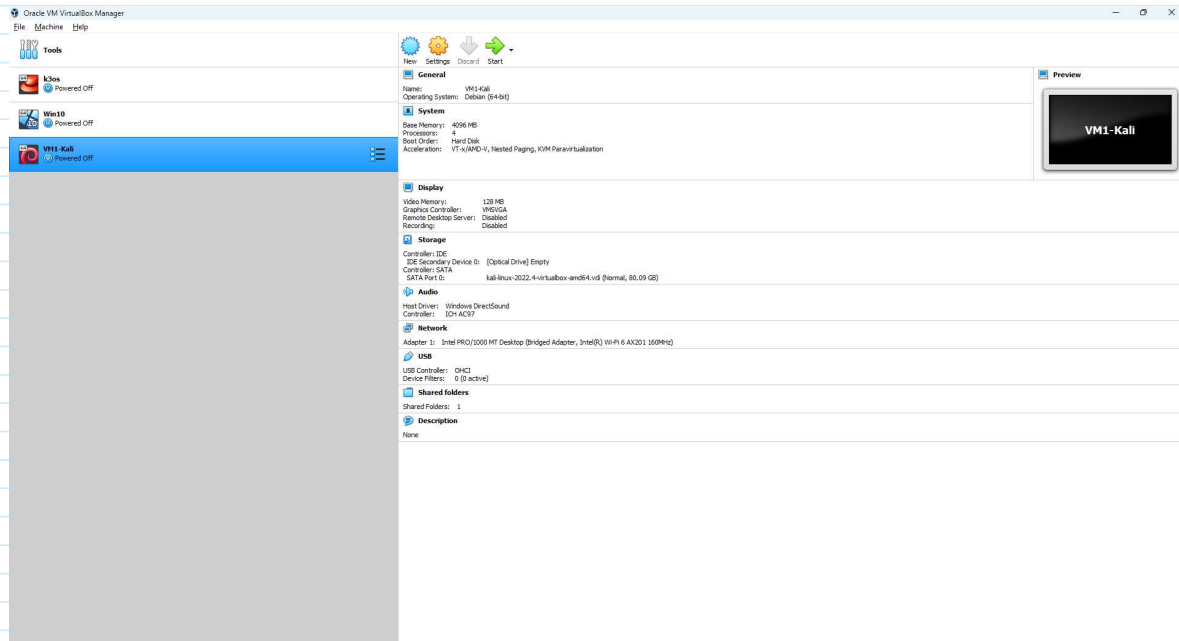 Oracle VM VirtualBox Manager
File Machine Help
Tools
k3os
Powered Off
Win10
Powered Off
VM1-Kali
Powered Off
New Settings Discard Start
General
Name: VM1-Kali
Operating System: Debian (64-bit)
System
Base Memory: 4096 MB
Processors: 4
Boot Order: Hard Disk
Acceleration: VT-x/AMD-V, Nested Paging, KVM Paravirtualization
Preview
VM1-Kali
Display
Video Memory: 128 MB
Graphics Controller: VMSVGA
Remote Desktop Server: Disabled
Recording: Disabled
Storage
Controller: IDE
IDE Secondary Device 0: [Optical Drive] Empty
Controller: SATA
SATA Port 0: kali-linux-2022.4-virtualbox-amd64.vdi (Normal, 80.09 GB)
Audio
Host Driver: Windows DirectSound
Controller: ICH AC97
Network
Adapter 1: Intel PRO/1000 MT Desktop (Bridged Adapter, Intel(R) Wi-Fi 6 AX201 160MHz)
USB
USB Controller: OHCI
Device Filters: 0 (0 active)
Shared folders
Shared Folders: 1
Description
None